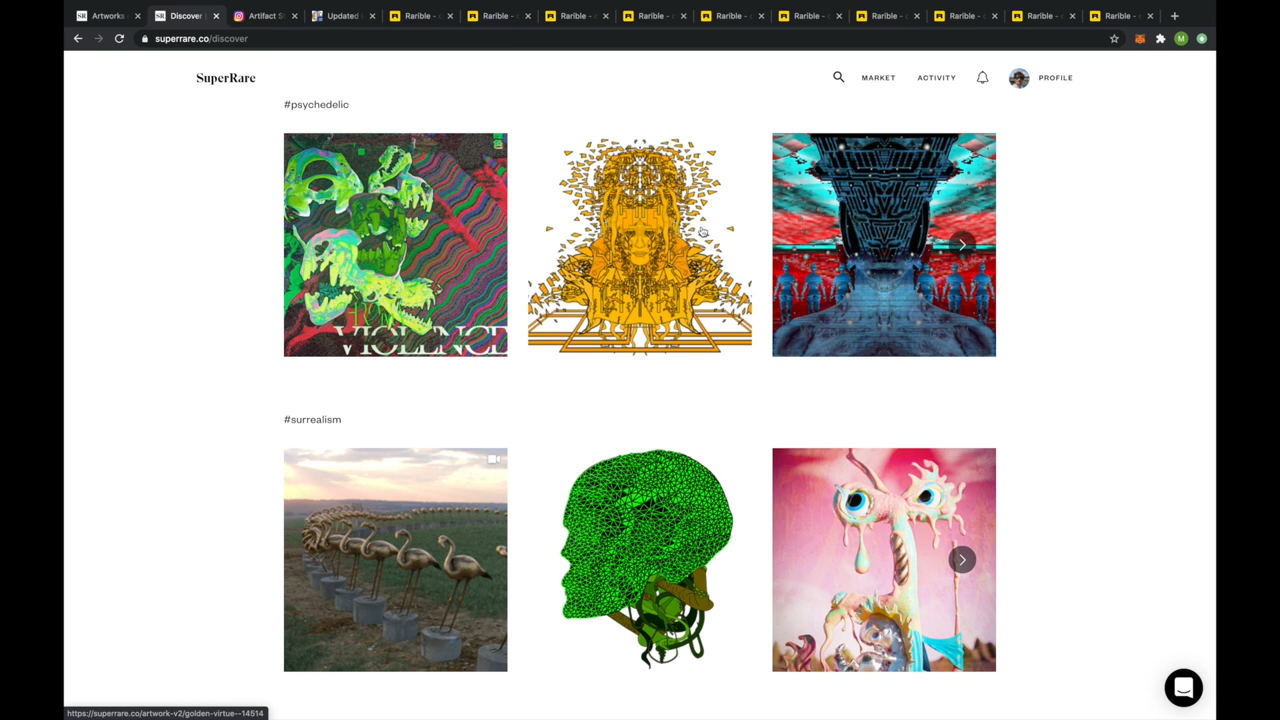 Artworks
Discover
Artifact S
Updated
Rarible -
Rarible -
Rarible -
Rarible -
Rarible -
Rarible -
Rarible -
Rarible -
Rarible -
Rarible -
superrare.co/discover
M
SuperRare
MARKET
ACTIVITY
PROFILE
#psychedelic
VIOLENCE
#surrealism
https://superrare.co/artwork-v2/golden-virtue--14514